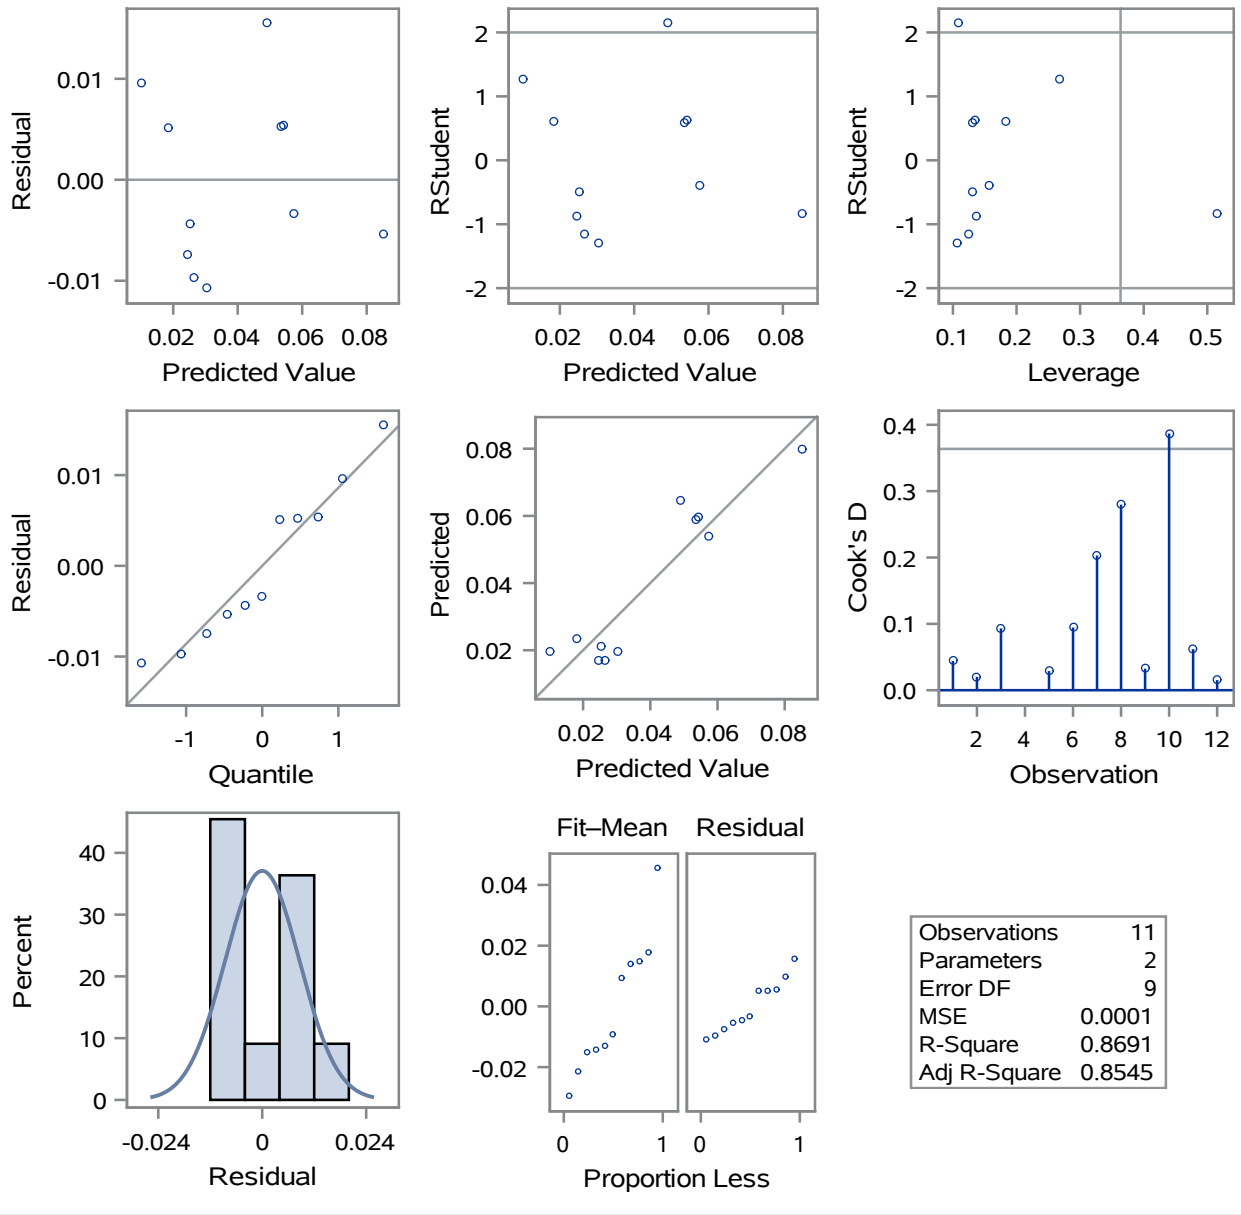 Residual
0.01
0.00
-0.01
0.02 0.04 0.06 0.08
Predicted Value
RStudent
2
1
0
-1
-2
0.02 0.04 0.06 0.08
Predicted Value
RStudent
2
1
0
-1
-2
0.1 0.2 0.3 0.4 0.5
Leverage
Residual
0.01
0.00
-0.01
-1 0 1
Quantile
Predicted
0.08
0.06
0.04
0.02
0.02 0.04 0.06 0.08
Predicted Value
Cook's D
0.4
0.3
0.2
0.1
0.0
2 4 6 8 10 12
Observation
Percent
40
30
20
10
0
-0.024 0 0.024
Residual
Fit–Mean Residual
0.04
0.02
0.00
-0.02
0 1 0 1
Proportion Less
Observations 11
Parameters 2
Error DF 9
MSE 0.0001
R-Square 0.8691
Adj R-Square 0.8545